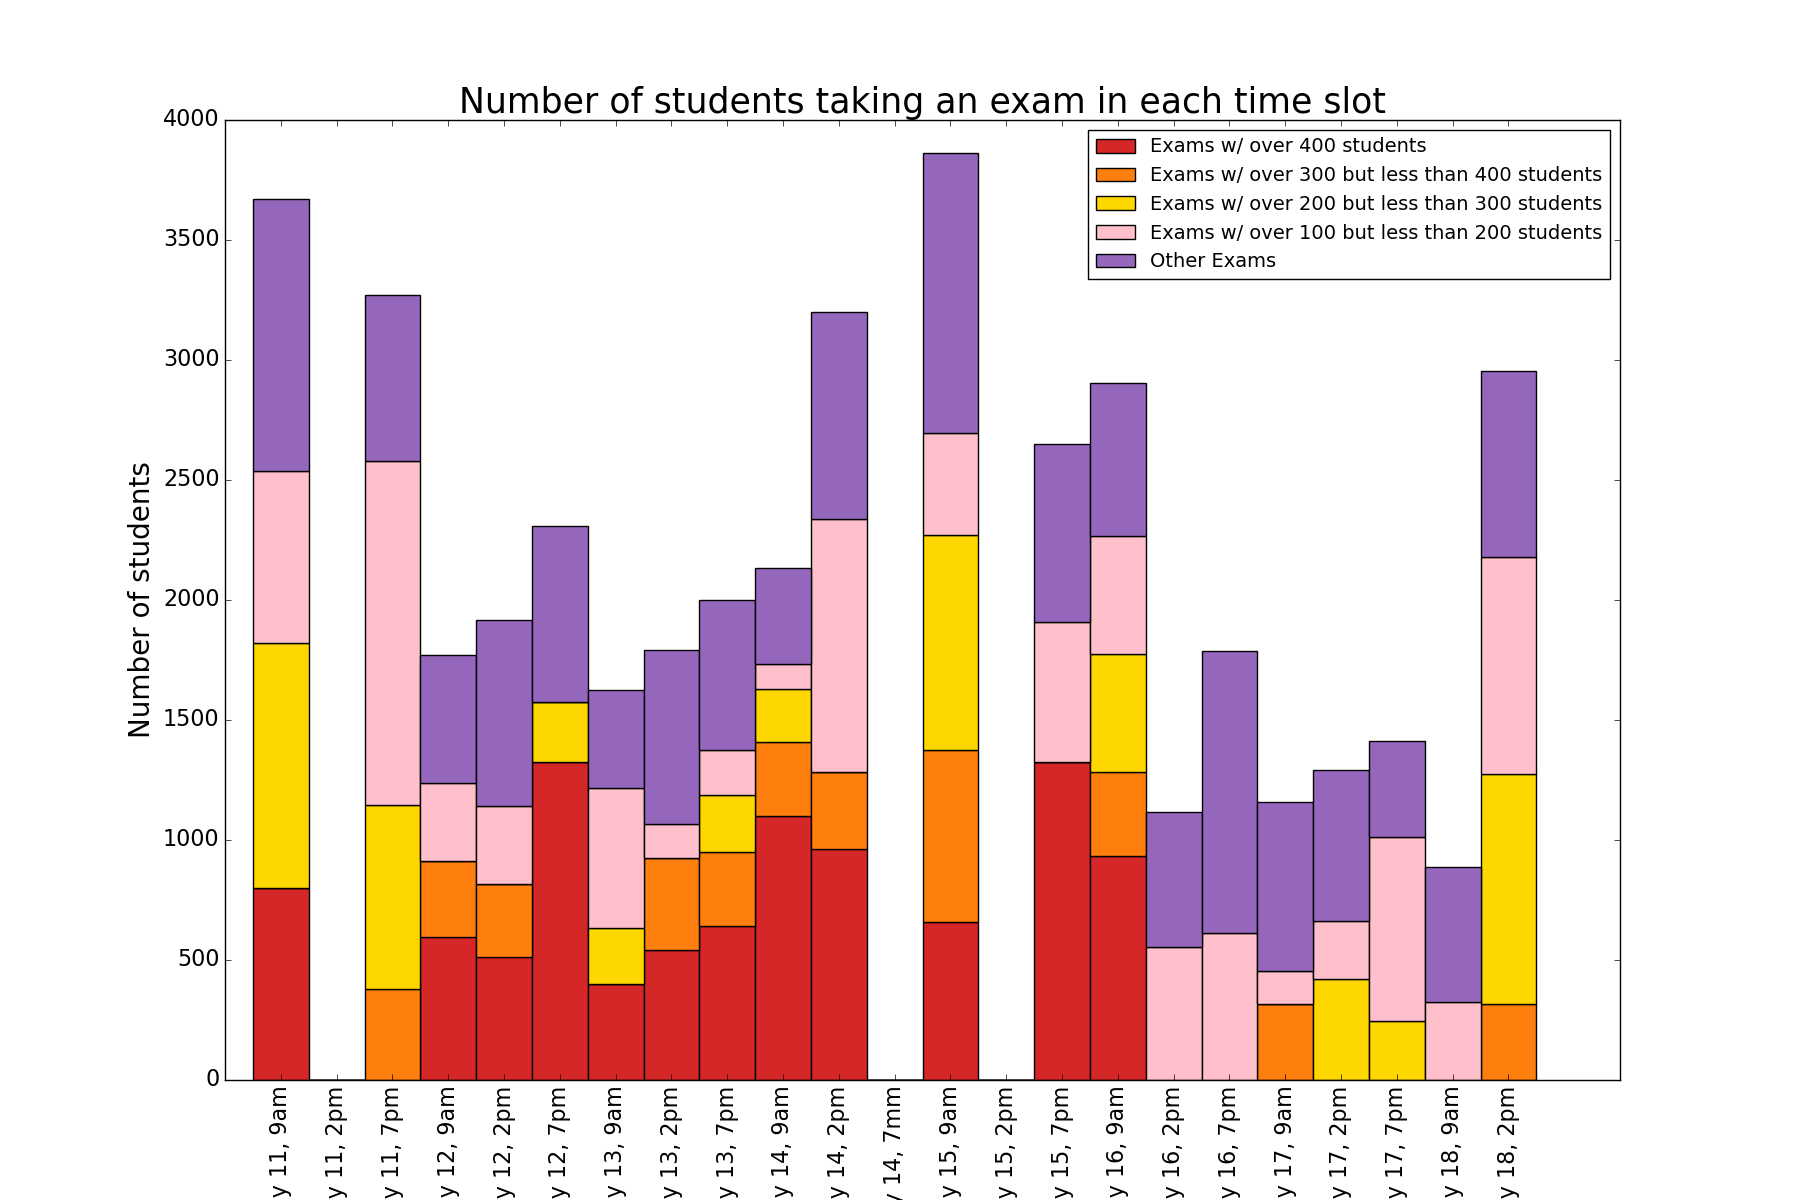 Number of students taking an exam in each time slot
Exams w/ over 400 students
Exams w/ over 300 but less than 400 students
Exams w/ over 200 but less than 300 students
Exams w/ over 100 but less than 200 students
Other Exams
Number of students
4000
3500
3000
2500
2000
1500
1000
500
0
y 11, 9am
y 11, 2pm
y 11, 7pm
y 12, 9am
y 12, 2pm
y 12, 7pm
y 13, 9am
y 13, 2pm
y 13, 7pm
y 14, 9am
y 14, 2pm
y 14, 7mm
y 15, 9am
y 15, 2pm
y 15, 7pm
y 16, 9am
y 16, 2pm
y 16, 7pm
y 17, 9am
y 17, 2pm
y 17, 7pm
y 18, 9am
y 18, 2pm